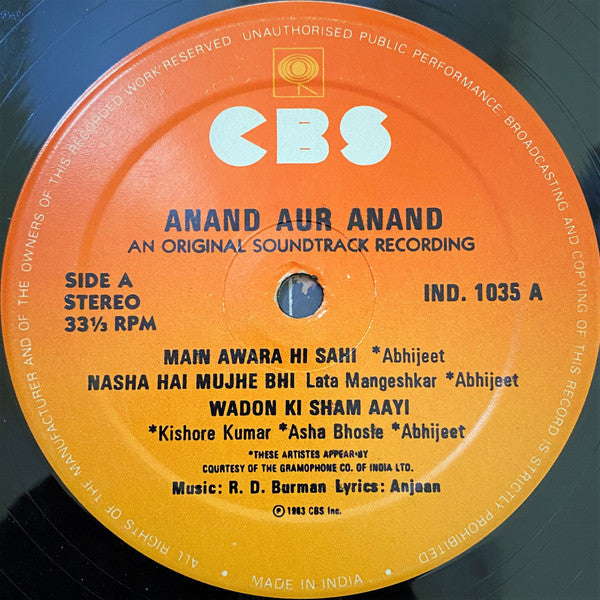 ALL RIGHTS OF THE MANUFACTURER AND OF THE OWNERS OF THIS RECORDED WORK RESERVED UNAUTHORISED PUBLIC PERFORMANCE BROADCASTING AND COPYING OF THIS RECORD IS STRICTLY PROHIBITED
CBS
ANAND AUR ANAND
AN ORIGINAL SOUNDTRACK RECORDING
SIDE A
STEREO
33⅓ RPM
IND. 1035 A
MAIN AWARA HI SAHI *Abhijeet
NASHA HAI MUJHE BHI Lata Mangeshkar *Abhijeet
WADON KI SHAM AAYI
*Kishore Kumar *Asha Bhosle *Abhijeet
*THESE ARTISTES APPEAR BY
COURTESY OF THE GRAMOPHONE CO. OF INDIA LTD.
Music: R. D. Burman Lyrics: Anjaan
℗ 1983 CBS Inc.
• MADE IN INDIA •